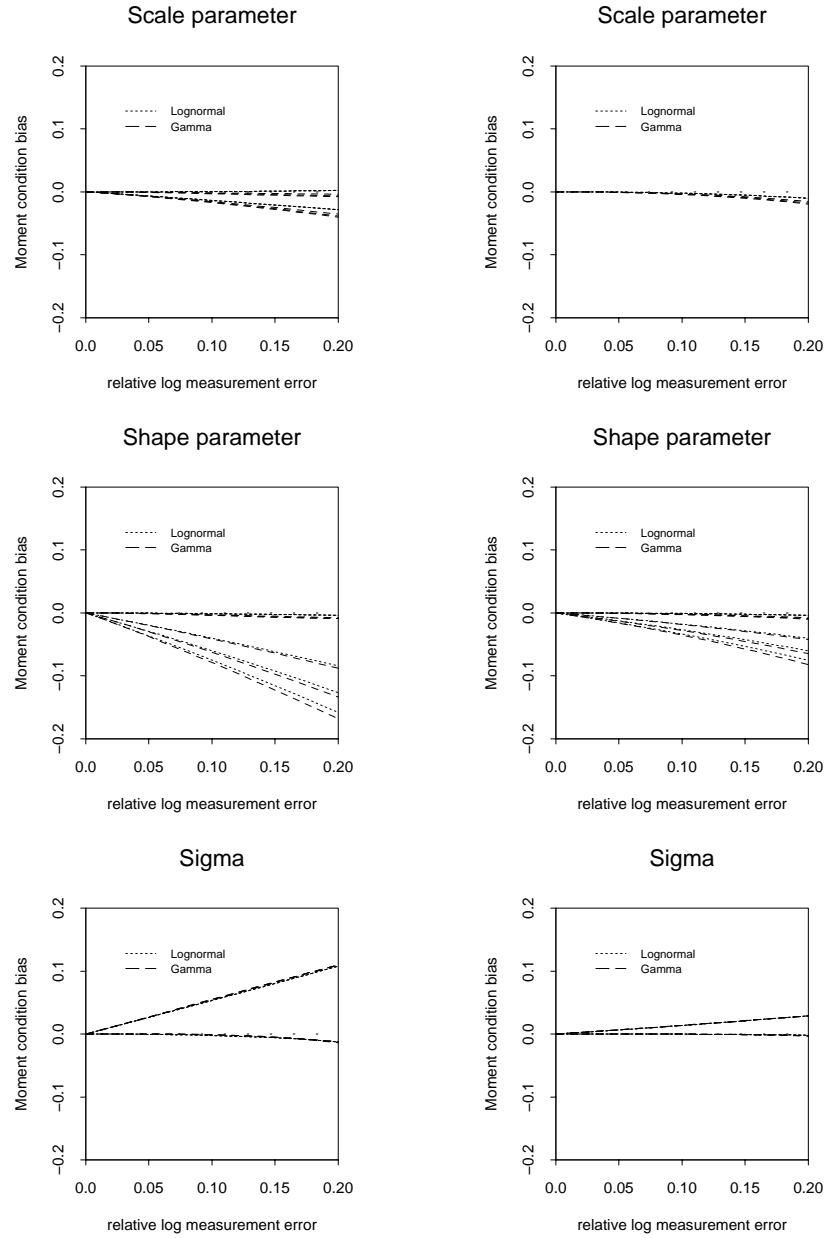 Scale parameter
Moment condition bias
0.2
0.1
0.0
−0.1
−0.2
Lognormal
Gamma
0.0 0.05 0.10 0.15 0.20
relative log measurement error
Scale parameter
Moment condition bias
0.2
0.1
0.0
−0.1
−0.2
Lognormal
Gamma
0.0 0.05 0.10 0.15 0.20
relative log measurement error
Shape parameter
Moment condition bias
0.2
0.1
0.0
−0.1
−0.2
Lognormal
Gamma
0.0 0.05 0.10 0.15 0.20
relative log measurement error
Shape parameter
Moment condition bias
0.2
0.1
0.0
−0.1
−0.2
Lognormal
Gamma
0.0 0.05 0.10 0.15 0.20
relative log measurement error
Sigma
Moment condition bias
0.2
0.1
0.0
−0.1
−0.2
Lognormal
Gamma
0.0 0.05 0.10 0.15 0.20
relative log measurement error
Sigma
Moment condition bias
0.2
0.1
0.0
−0.1
−0.2
Lognormal
Gamma
0.0 0.05 0.10 0.15 0.20
relative log measurement error